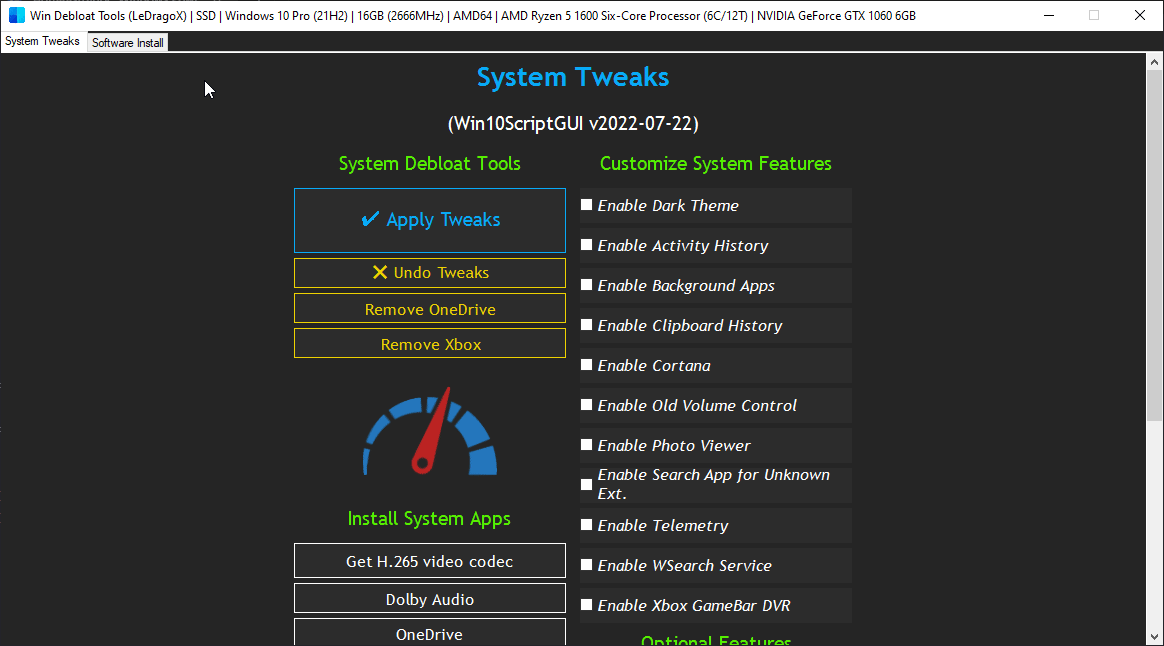 Win Debloat Tools (LeDragoX) | SSD | Windows 10 Pro (21H2) | 16GB (2666MHz) | AMD64 | AMD Ryzen 5 1600 Six-Core Processor (6C/12T) | NVIDIA GeForce GTX 1060 6GB
System Tweaks
Software Install
System Tweaks
(Win10ScriptGUI v2022-07-22)
System Debloat Tools
✔ Apply Tweaks
✕ Undo Tweaks
Remove OneDrive
Remove Xbox
Install System Apps
Get H.265 video codec
Dolby Audio
OneDrive
Customize System Features
Enable Dark Theme
Enable Activity History
Enable Background Apps
Enable Clipboard History
Enable Cortana
Enable Old Volume Control
Enable Photo Viewer
Enable Search App for Unknown
Ext.
Enable Telemetry
Enable WSearch Service
Enable Xbox GameBar DVR
Optional Features